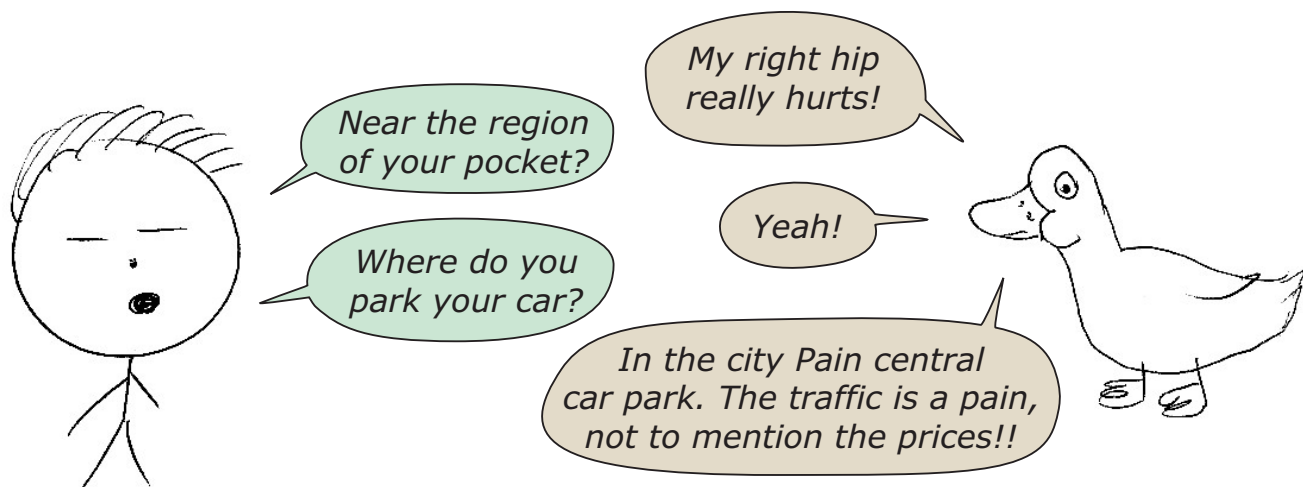 My right hip
really hurts!
Near the region
of your pocket?
Yeah!
Where do you
park your car?
In the city Pain central
car park. The traffic is a pain,
not to mention the prices!!